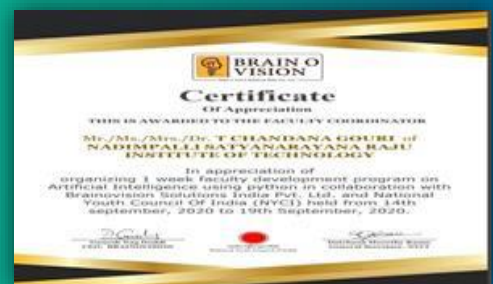 BRAIN O
VISION
Certificate
Of Appreciation
THIS IS AWARDED TO THE FACULTY COORDINATOR
Mr./Ms./Mrs./Dr. T CHANDANA GOURI of
NADIMPALLI SATYANARAYANA RAJU
INSTITUTE OF TECHNOLOGY
In appreciation of
organizing 1 week faculty development program on
Artificial Intelligence using python in collaboration with
Brainovision Solutions India Pvt. Ltd. and National
Youth Council Of India (NYCI) held from 14th
september, 2020 to 19th September, 2020.